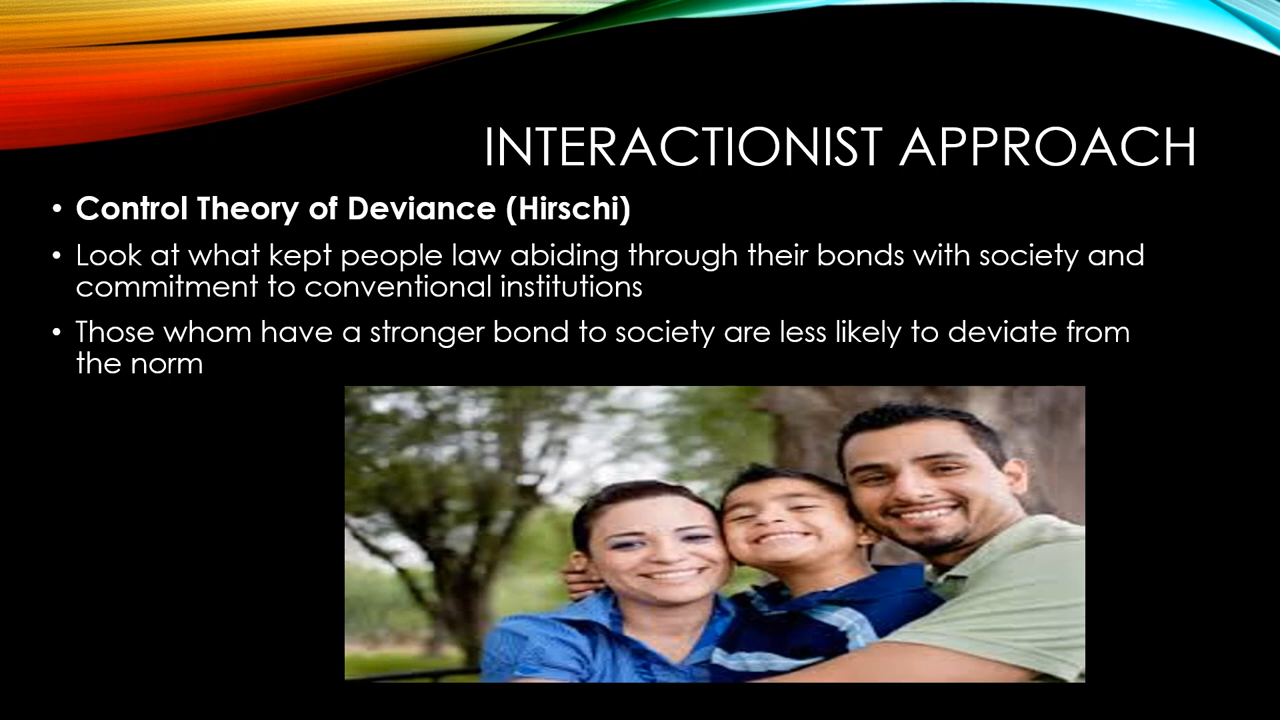 INTERACTIONIST APPROACH
• Control Theory of Deviance (Hirschi)
• Look at what kept people law abiding through their bonds with society and
commitment to conventional institutions
• Those whom have a stronger bond to society are less likely to deviate from
the norm